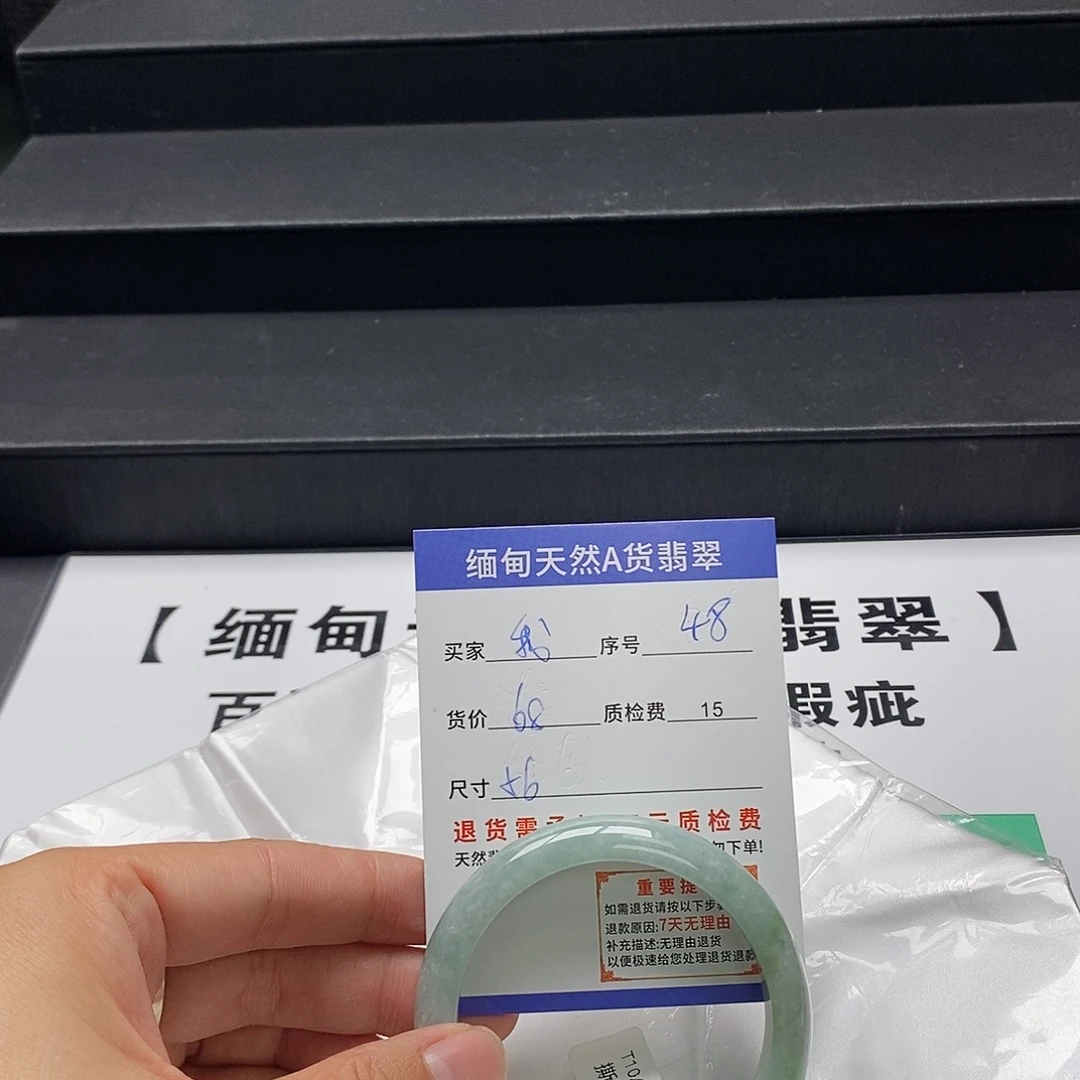 缅甸天然A货翡翠
【缅甸 翡翠】
瑕疵
买家 序号 48
货价 68 质检费 15
尺寸 56
退货需 质检费
天然 勿下单!
重要提
如需退货请按以下步
退款原因:7天无理由
补充描述:无理由退货
以便极速给您处理退货退款
T10